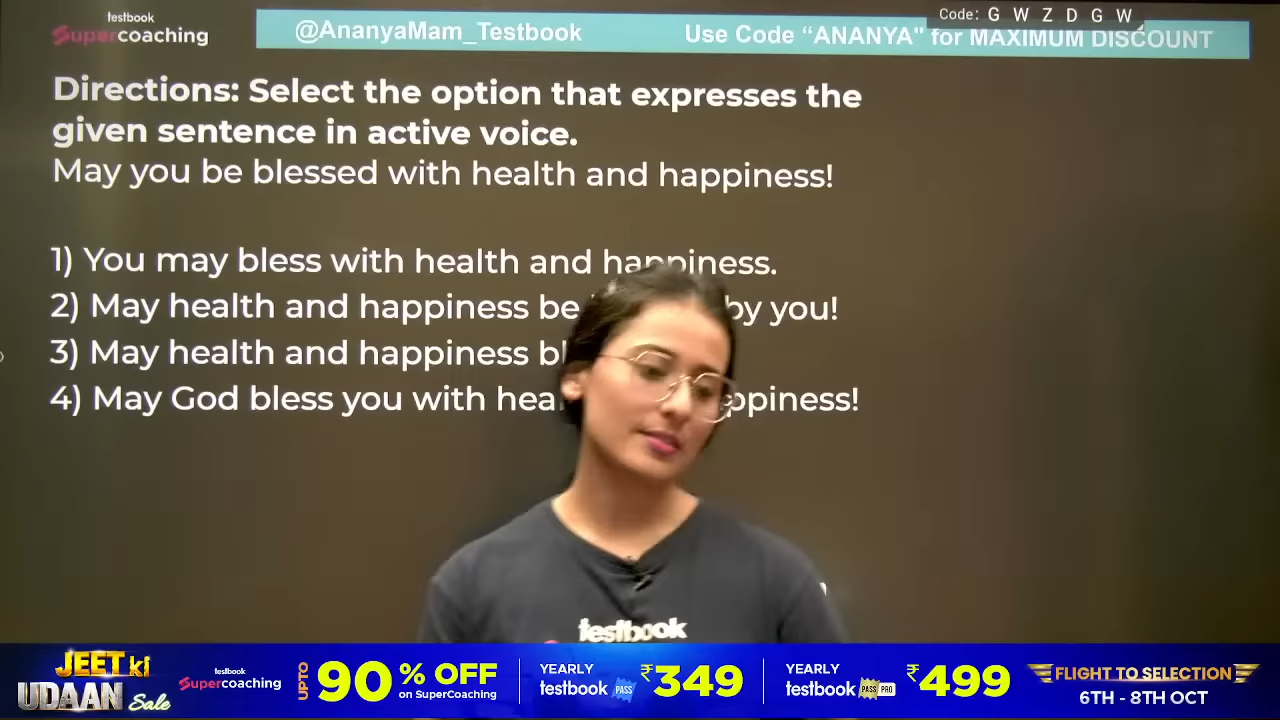 testbook
Supercoaching
@AnanyaMam_Testbook
Use Code “ANANYA" for MAXIMUM DISCOUNT
Code: G W Z D G W
Directions: Select the option that expresses the
given sentence in active voice.
May you be blessed with health and happiness!
1) You may bless with health and happiness.
2) May health and happiness be by you!
3) May health and happiness
4) May God bless you with
testbook
JEET ki
UDAAN Sale
testbook
Supercoaching
UPTO 90 % OFF
on SuperCoaching
YEARLY
testbook PASS
₹349
YEARLY
testbook PASS PRO
₹499
FLIGHT TO SELECTION
6TH - 8TH OCT